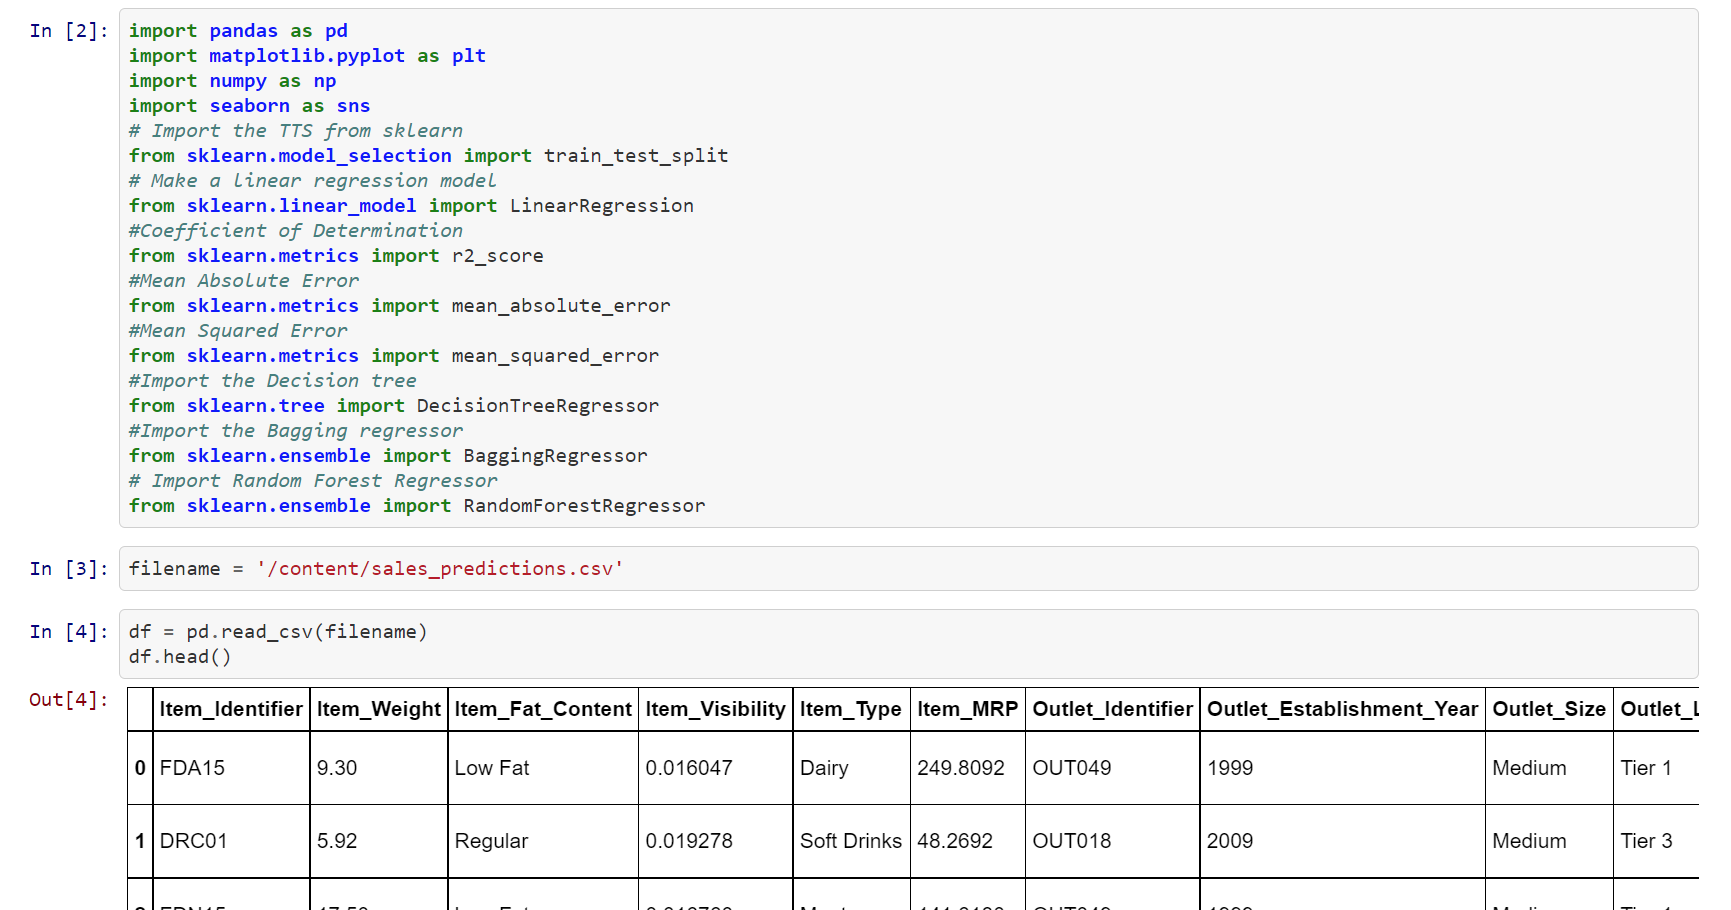 In [2]:
import pandas as pd
import matplotlib.pyplot as plt
import numpy as np
import seaborn as sns
# Import the TTS from sklearn
from sklearn.model_selection import train_test_split
# Make a linear regression model
from sklearn.linear_model import LinearRegression
#Coefficient of Determination
from sklearn.metrics import r2_score
#Mean Absolute Error
from sklearn.metrics import mean_absolute_error
#Mean Squared Error
from sklearn.metrics import mean_squared_error
#Import the Decision tree
from sklearn.tree import DecisionTreeRegressor
#Import the Bagging regressor
from sklearn.ensemble import BaggingRegressor
# Import Random Forest Regressor
from sklearn.ensemble import RandomForestRegressor
In [3]: filename = '/content/sales_predictions.csv'
In [4]: df = pd.read_csv(filename)
df.head()
Out[4]:
Item_Identifier Item_Weight Item_Fat_Content Item_Visibility Item_Type Item_MRP Outlet_Identifier Outlet_Establishment_Year Outlet_Size
0 FDA15 9.30 Low Fat 0.016047 Dairy 249.8092 OUT049 1999 Medium Tier 1
1 DRC01 5.92 Regular 0.019278 Soft Drinks 48.2692 OUT018 2009 Medium Tier 3